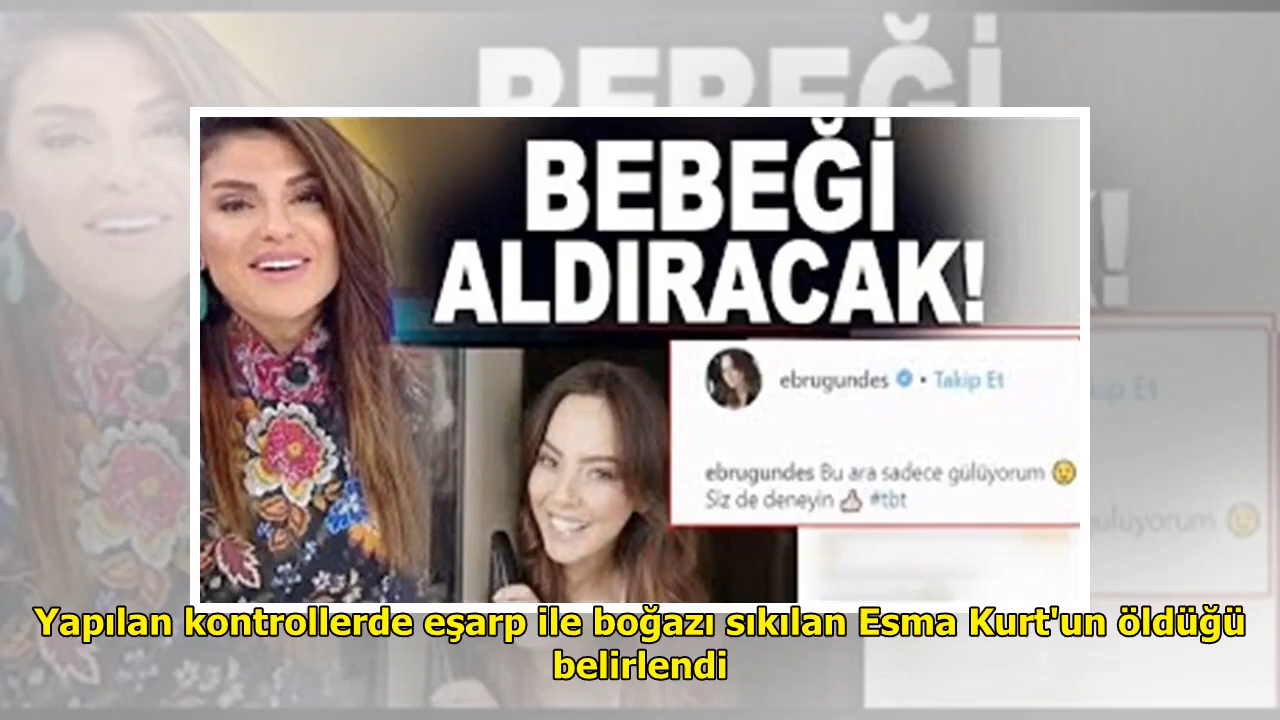 BEBEĞİ
BEBEĞİ
ALDIRACAK!
ebrugundes • Takip Et
ebrugundes Bu ara sadece gülüyorum
Siz de deneyin #tbt
Yapılan kontrollerde eşarp ile boğazı sıkılan Esma Kurt'un öldüğü
belirlendi